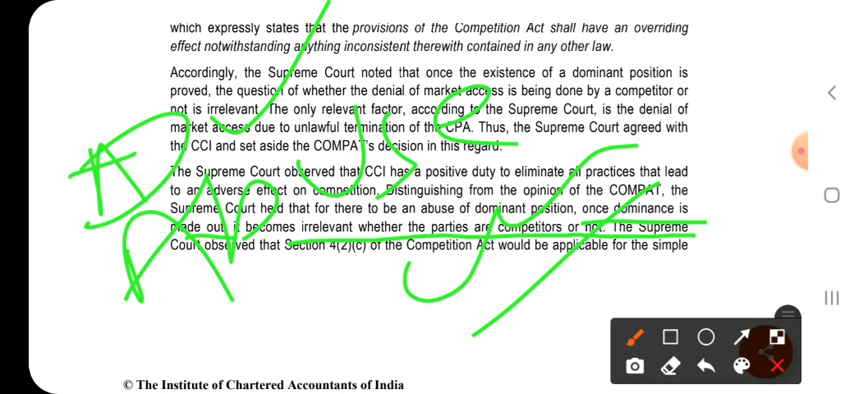 which expressly states that the provisions of the Competition Act shall have an overriding
effect notwithstanding anything inconsistent therewith contained in any other law.
Accordingly, the Supreme Court noted that once the existence of a dominant position is
proved, the question of whether the denial of market access is being done by a competitor or
not is irrelevant. The only relevant factor, according to the Supreme Court, is the denial of
market access due to unlawful termination of the CPA. Thus, the Supreme Court agreed with
the CCI and set aside the COMPAT's decision in this regard.
The Supreme Court observed that CCI has a positive duty to eliminate all practices that lead
to an adverse effect on competition. Distinguishing from the opinion of the COMPAT, the
Supreme Court held that for there to be an abuse of dominant position, once dominance is
made out, it becomes irrelevant whether the parties are competitors or not. The Supreme
Court observed that Section 4(2)(c) of the Competition Act would be applicable for the simple
© The Institute of Chartered Accountants of India